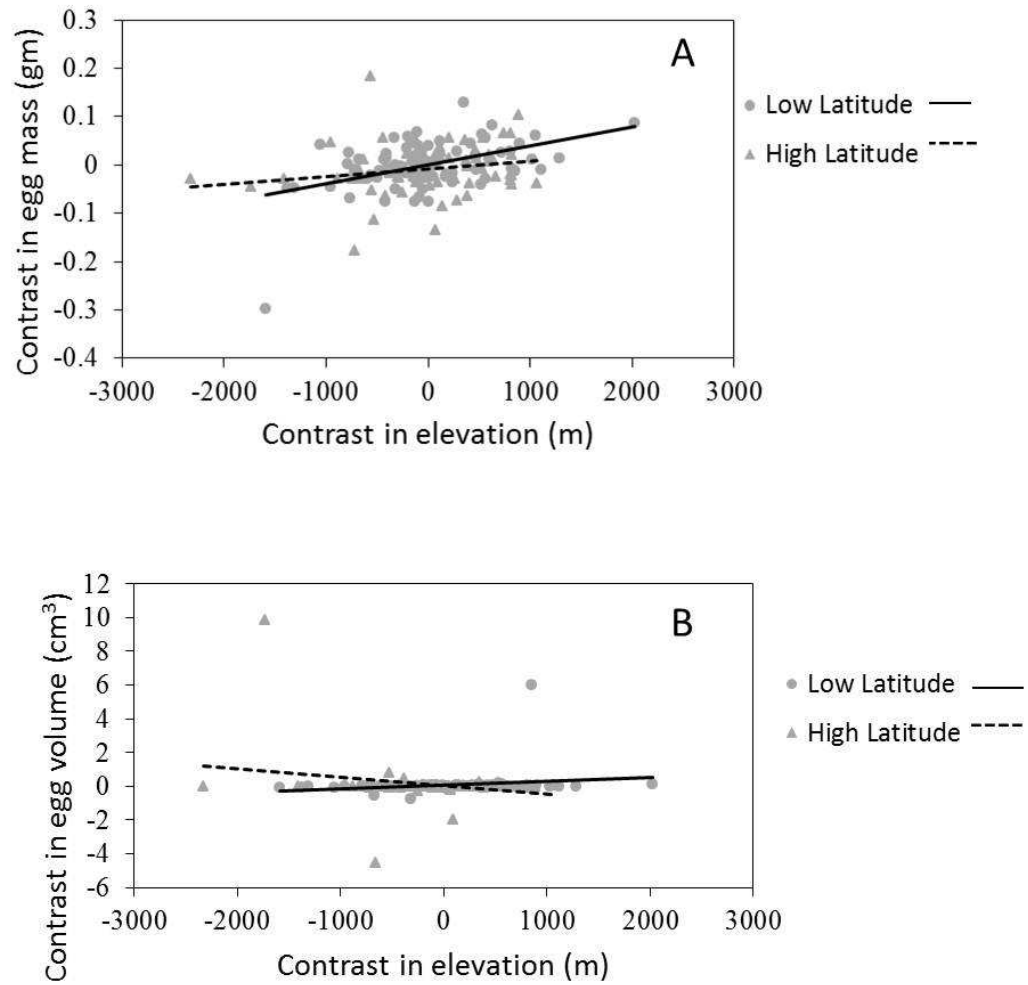 A
Contrast in egg mass (gm)
0.3
0.2
0.1
0
-0.1
-0.2
-0.3
-0.4
-3000 -2000 -1000 0 1000 2000 3000
Contrast in elevation (m)
Low Latitude
High Latitude
B
Contrast in egg volume (cm³)
12
10
8
6
4
2
0
-2
-4
-6
-3000 -2000 -1000 0 1000 2000 3000
Contrast in elevation (m)
Low Latitude
High Latitude